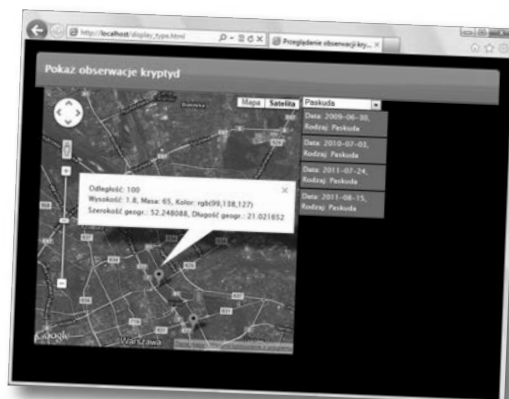 http://localhost/display_type.html
Przeglądanie obserwacji kry...
Pokaż obserwacje kryptyd
Mapa
Satelita
Paskuda
Data: 2009-06-30,
Rodzaj: Paskuda
Data: 2010-07-03,
Rodzaj: Paskuda
Data: 2011-07-24,
Rodzaj: Paskuda
Data: 2011-06-15,
Rodzaj: Paskuda
Odległość: 100
Wysokość: 1.8, Masa: 65, Kolor: rgb(99,138,127)
Szerokość geogr.: 52.248088, Długość geogr.: 21.021652
Google
Warszawa